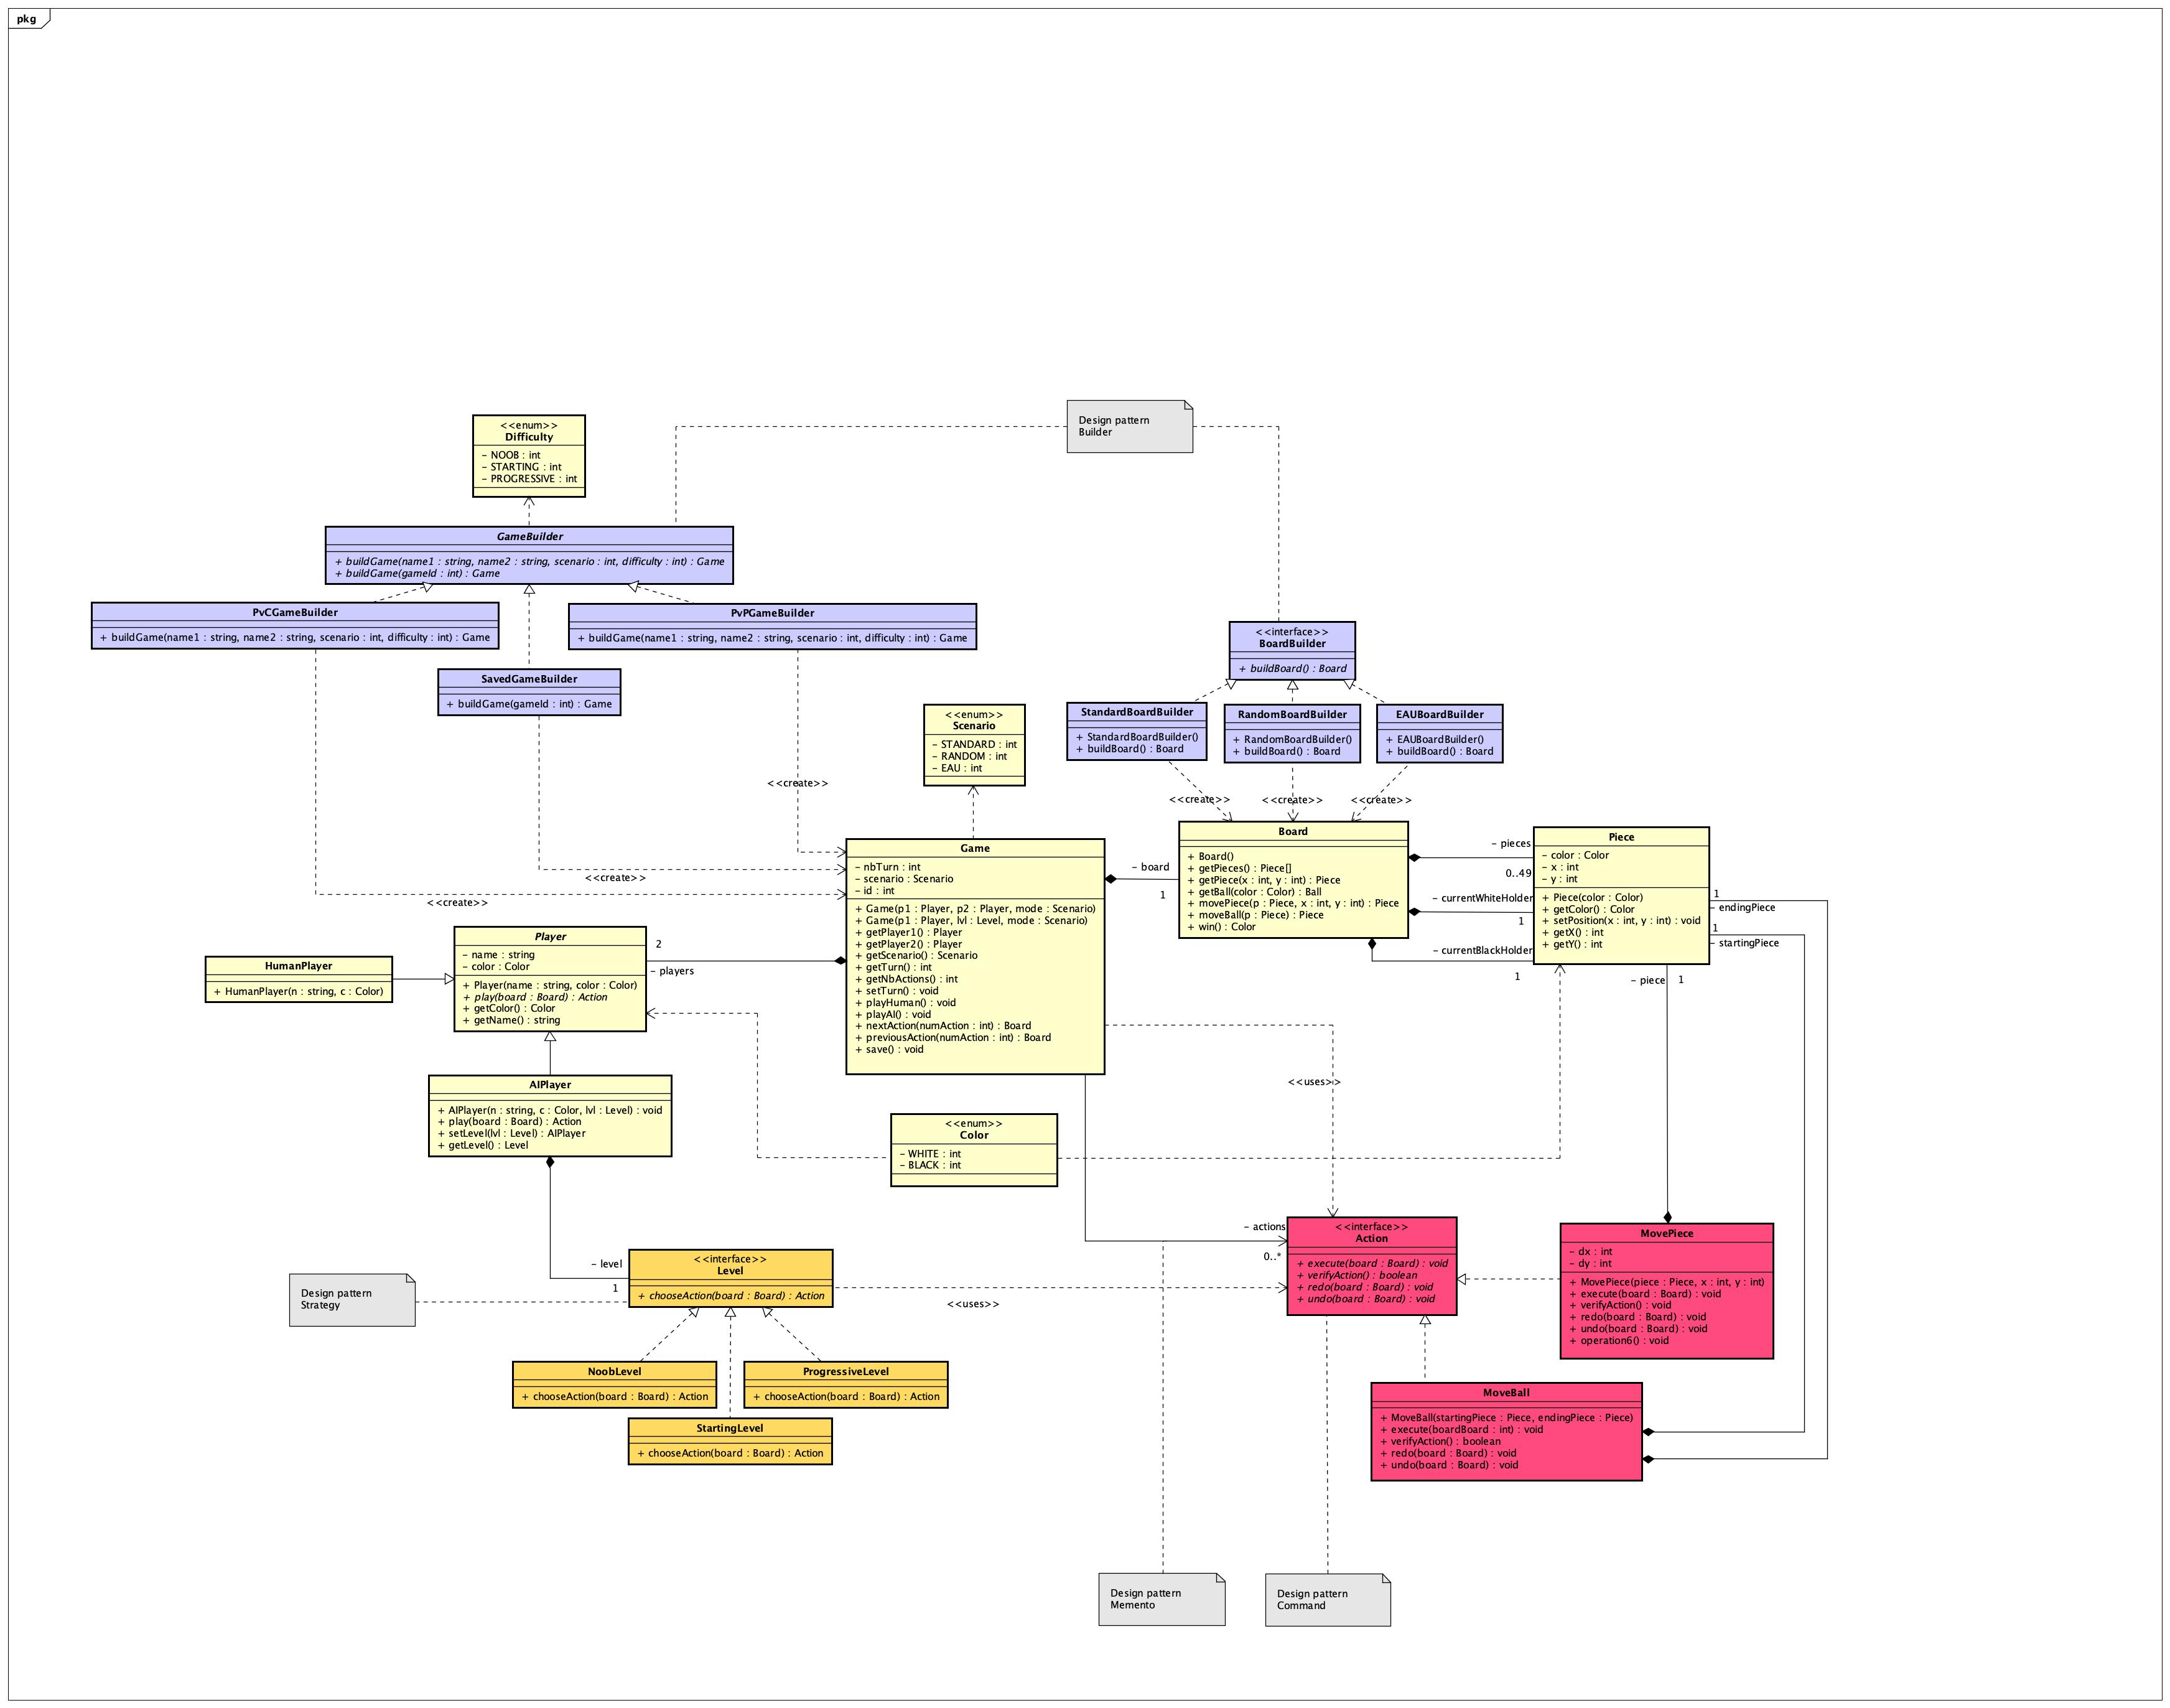 pkg
Design pattern
Builder
<<enum>>
Difficulty
- NOOB : int
- STARTING : int
- PROGRESSIVE : int
GameBuilder
+ buildGame(name1 : string, name2 : string, scenario : int, difficulty : int) : Game
+ buildGame(gameId : int) : Game
PvCGameBuilder
+ buildGame(name1 : string, name2 : string, scenario : int, difficulty : int) : Game
PvPGameBuilder
+ buildGame(name1 : string, name2 : string, scenario : int, difficulty : int) : Game
SavedGameBuilder
+ buildGame(gameId : int) : Game
<<interface>>
BoardBuilder
+ buildBoard() : Board
StandardBoardBuilder
+ StandardBoardBuilder()
+ buildBoard() : Board
RandomBoardBuilder
+ RandomBoardBuilder()
+ buildBoard() : Board
EAUBoardBuilder
+ EAUBoardBuilder()
+ buildBoard() : Board
<<enum>>
Scenario
- STANDARD : int
- RANDOM : int
- EAU : int
<<create>>
<<create>>
<<create>>
<<create>>
<<create>>
<<create>>
Game
- nbTurn : int
- scenario : Scenario
- id : int
+ Game(p1 : Player, p2 : Player, mode : Scenario)
+ Game(p1 : Player, lvl : Level, mode : Scenario)
+ getPlayer1() : Player
+ getPlayer2() : Player
+ getScenario() : Scenario
+ getTurn() : int
+ getNbActions() : int
+ setTurn() : void
+ playHuman() : void
+ playAI() : void
+ nextAction(numAction : int) : Board
+ previousAction(numAction : int) : Board
+ save() : void
- board
1
Board
+ Board()
+ getPieces() : Piece[]
+ getPiece(x : int, y : int) : Piece
+ getBall(color : Color) : Ball
+ movePiece(p : Piece, x : int, y : int) : Piece
+ moveBall(p : Piece) : Piece
+ win() : Color
- pieces
0..49
- currentWhiteHolder
1
- currentBlackHolder
1
Piece
- color : Color
- x : int
- y : int
+ Piece(color : Color)
+ getColor() : Color
+ setPosition(x : int, y : int) : void
+ getX() : int
+ getY() : int
1
- endingPiece
1
- startingPiece
- piece
1
HumanPlayer
+ HumanPlayer(n : string, c : Color)
Player
- name : string
- color : Color
+ Player(name : string, color : Color)
+ play(board : Board) : Action
+ getColor() : Color
+ getName() : string
2
- players
AIPlayer
+ AIPlayer(n : string, c : Color, lvl : Level) : void
+ play(board : Board) : Action
+ setLevel(lvl : Level) : AIPlayer
+ getLevel() : Level
<<uses>>
<<enum>>
Color
- WHITE : int
- BLACK : int
- level
1
<<interface>>
Level
+ chooseAction(board : Board) : Action
Design pattern
Strategy
<<uses>>
- actions
0..*
<<interface>>
Action
+ execute(board : Board) : void
+ verifyAction() : boolean
+ redo(board : Board) : void
+ undo(board : Board) : void
MovePiece
- dx : int
- dy : int
+ MovePiece(piece : Piece, x : int, y : int)
+ execute(board : Board) : void
+ verifyAction() : void
+ redo(board : Board) : void
+ undo(board : Board) : void
+ operation6() : void
NoobLevel
+ chooseAction(board : Board) : Action
ProgressiveLevel
+ chooseAction(board : Board) : Action
StartingLevel
+ chooseAction(board : Board) : Action
MoveBall
+ MoveBall(startingPiece : Piece, endingPiece : Piece)
+ execute(boardBoard : int) : void
+ verifyAction() : boolean
+ redo(board : Board) : void
+ undo(board : Board) : void
Design pattern
Memento
Design pattern
Command